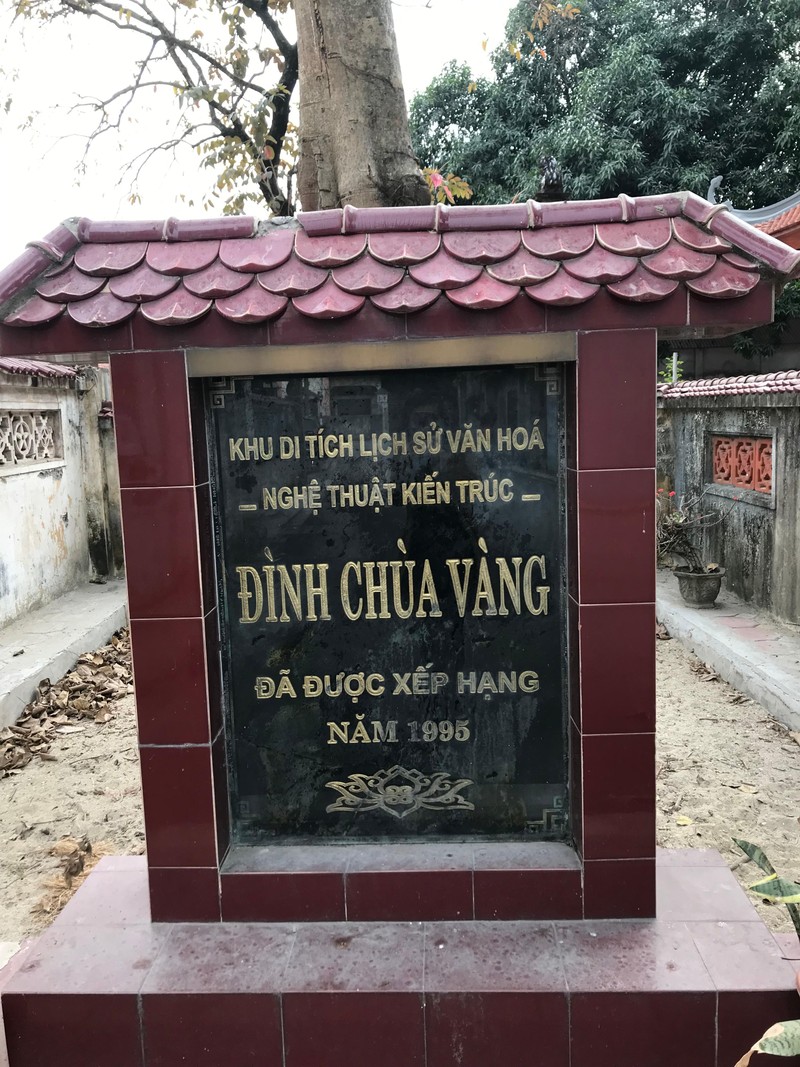 KHU DI TÍCH LỊCH SỬ VĂN HOÁ
– NGHỆ THUẬT KIẾN TRÚC –
ĐÌNH CHÙA VÀNG
ĐÃ ĐƯỢC XẾP HẠNG
NĂM 1995